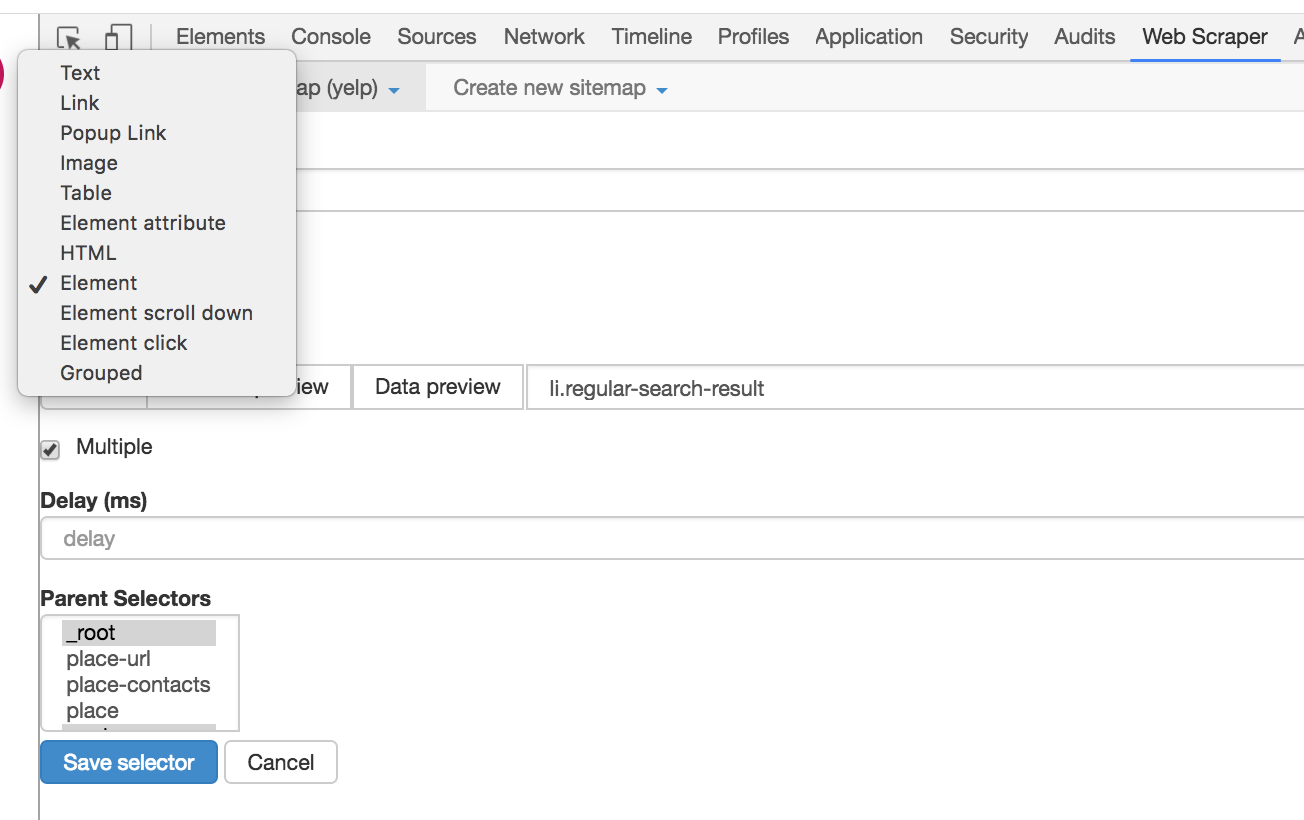 Elements Console Sources Network Timeline Profiles Application Security Audits Web Scraper
Text
Link
Popup Link
Image
Table
Element attribute
HTML
Element
Element scroll down
Element click
Grouped
(yelp) Create new sitemap
Data preview li.regular-search-result
Multiple
Delay (ms)
delay
Parent Selectors
_root
place-url
place-contacts
place
Save selector Cancel